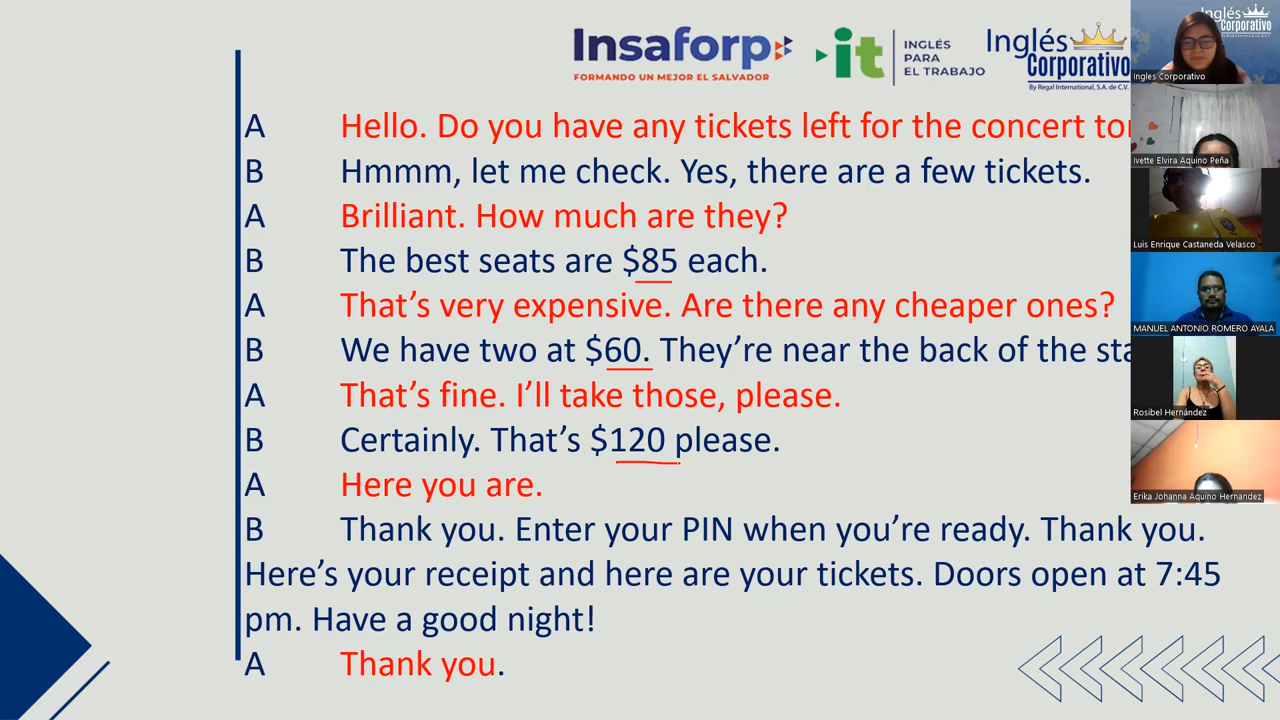 Insaforp
FORMANDO UN MEJOR EL SALVADOR
it
INGLÉS
PARA
EL TRABAJO
Inglés
Corporativo
By Regal International, S.A. de C.V.
A Hello. Do you have any tickets left for the concert
B Hmmm, let me check. Yes, there are a few tickets.
A Brilliant. How much are they?
B The best seats are $85 each.
A That’s very expensive. Are there any cheaper ones?
B We have two at $60. They’re near the back of the
A That’s fine. I’ll take those, please.
B Certainly. That’s $120 please.
A Here you are.
B Thank you. Enter your PIN when you’re ready. Thank you.
Here’s your receipt and here are your tickets. Doors open at 7:45
pm. Have a good night!
A Thank you.
Inglés
Corporativo
Ingles Corporativo
Ivette Elvira Aquino Peña
Luis Enrique Castaneda Velasco
MANUEL ANTONIO ROMERO AYALA
Rosibel Hernández
Erika Johanna Aquino Hernandez